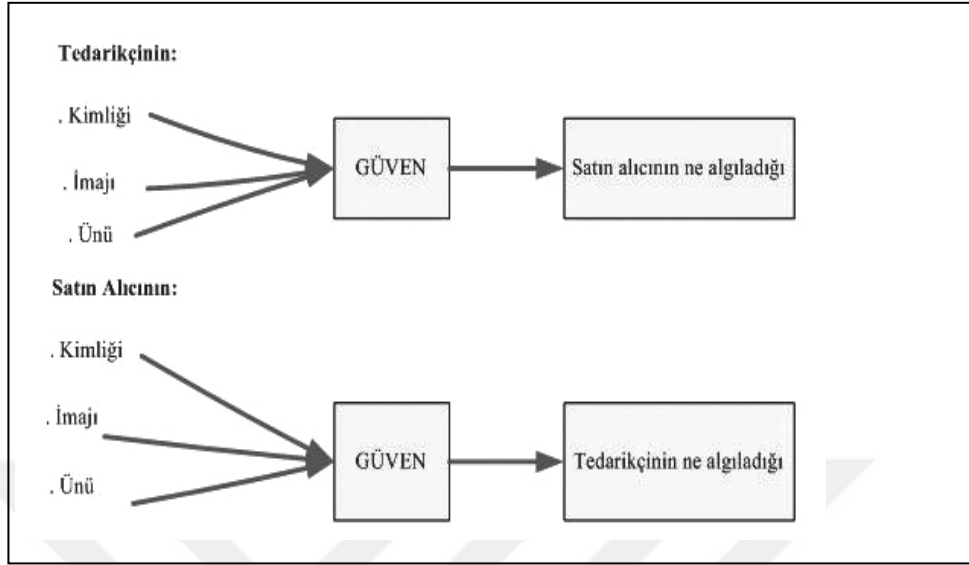 Tedarikçinin:
. Kimliği
. İmajı
. Ünü
GÜVEN
Satın alıcının ne algıladığı
Satın Alıcının:
. Kimliği
. İmajı
. Ünü
GÜVEN
Tedarikçinin ne algıladığı